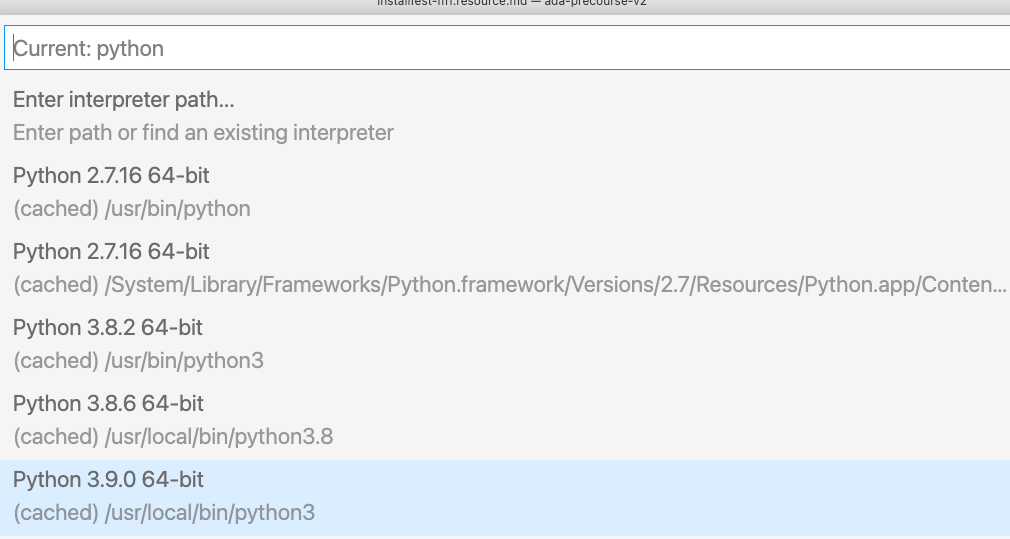 installfest-m1.resource.md — ada-precourse-v2
Current: python
Enter interpreter path...
Enter path or find an existing interpreter
Python 2.7.16 64-bit
(cached) /usr/bin/python
Python 2.7.16 64-bit
(cached) /System/Library/Frameworks/Python.framework/Versions/2.7/Resources/Python.app/Conten...
Python 3.8.2 64-bit
(cached) /usr/bin/python3
Python 3.8.6 64-bit
(cached) /usr/local/bin/python3.8
Python 3.9.0 64-bit
(cached) /usr/local/bin/python3